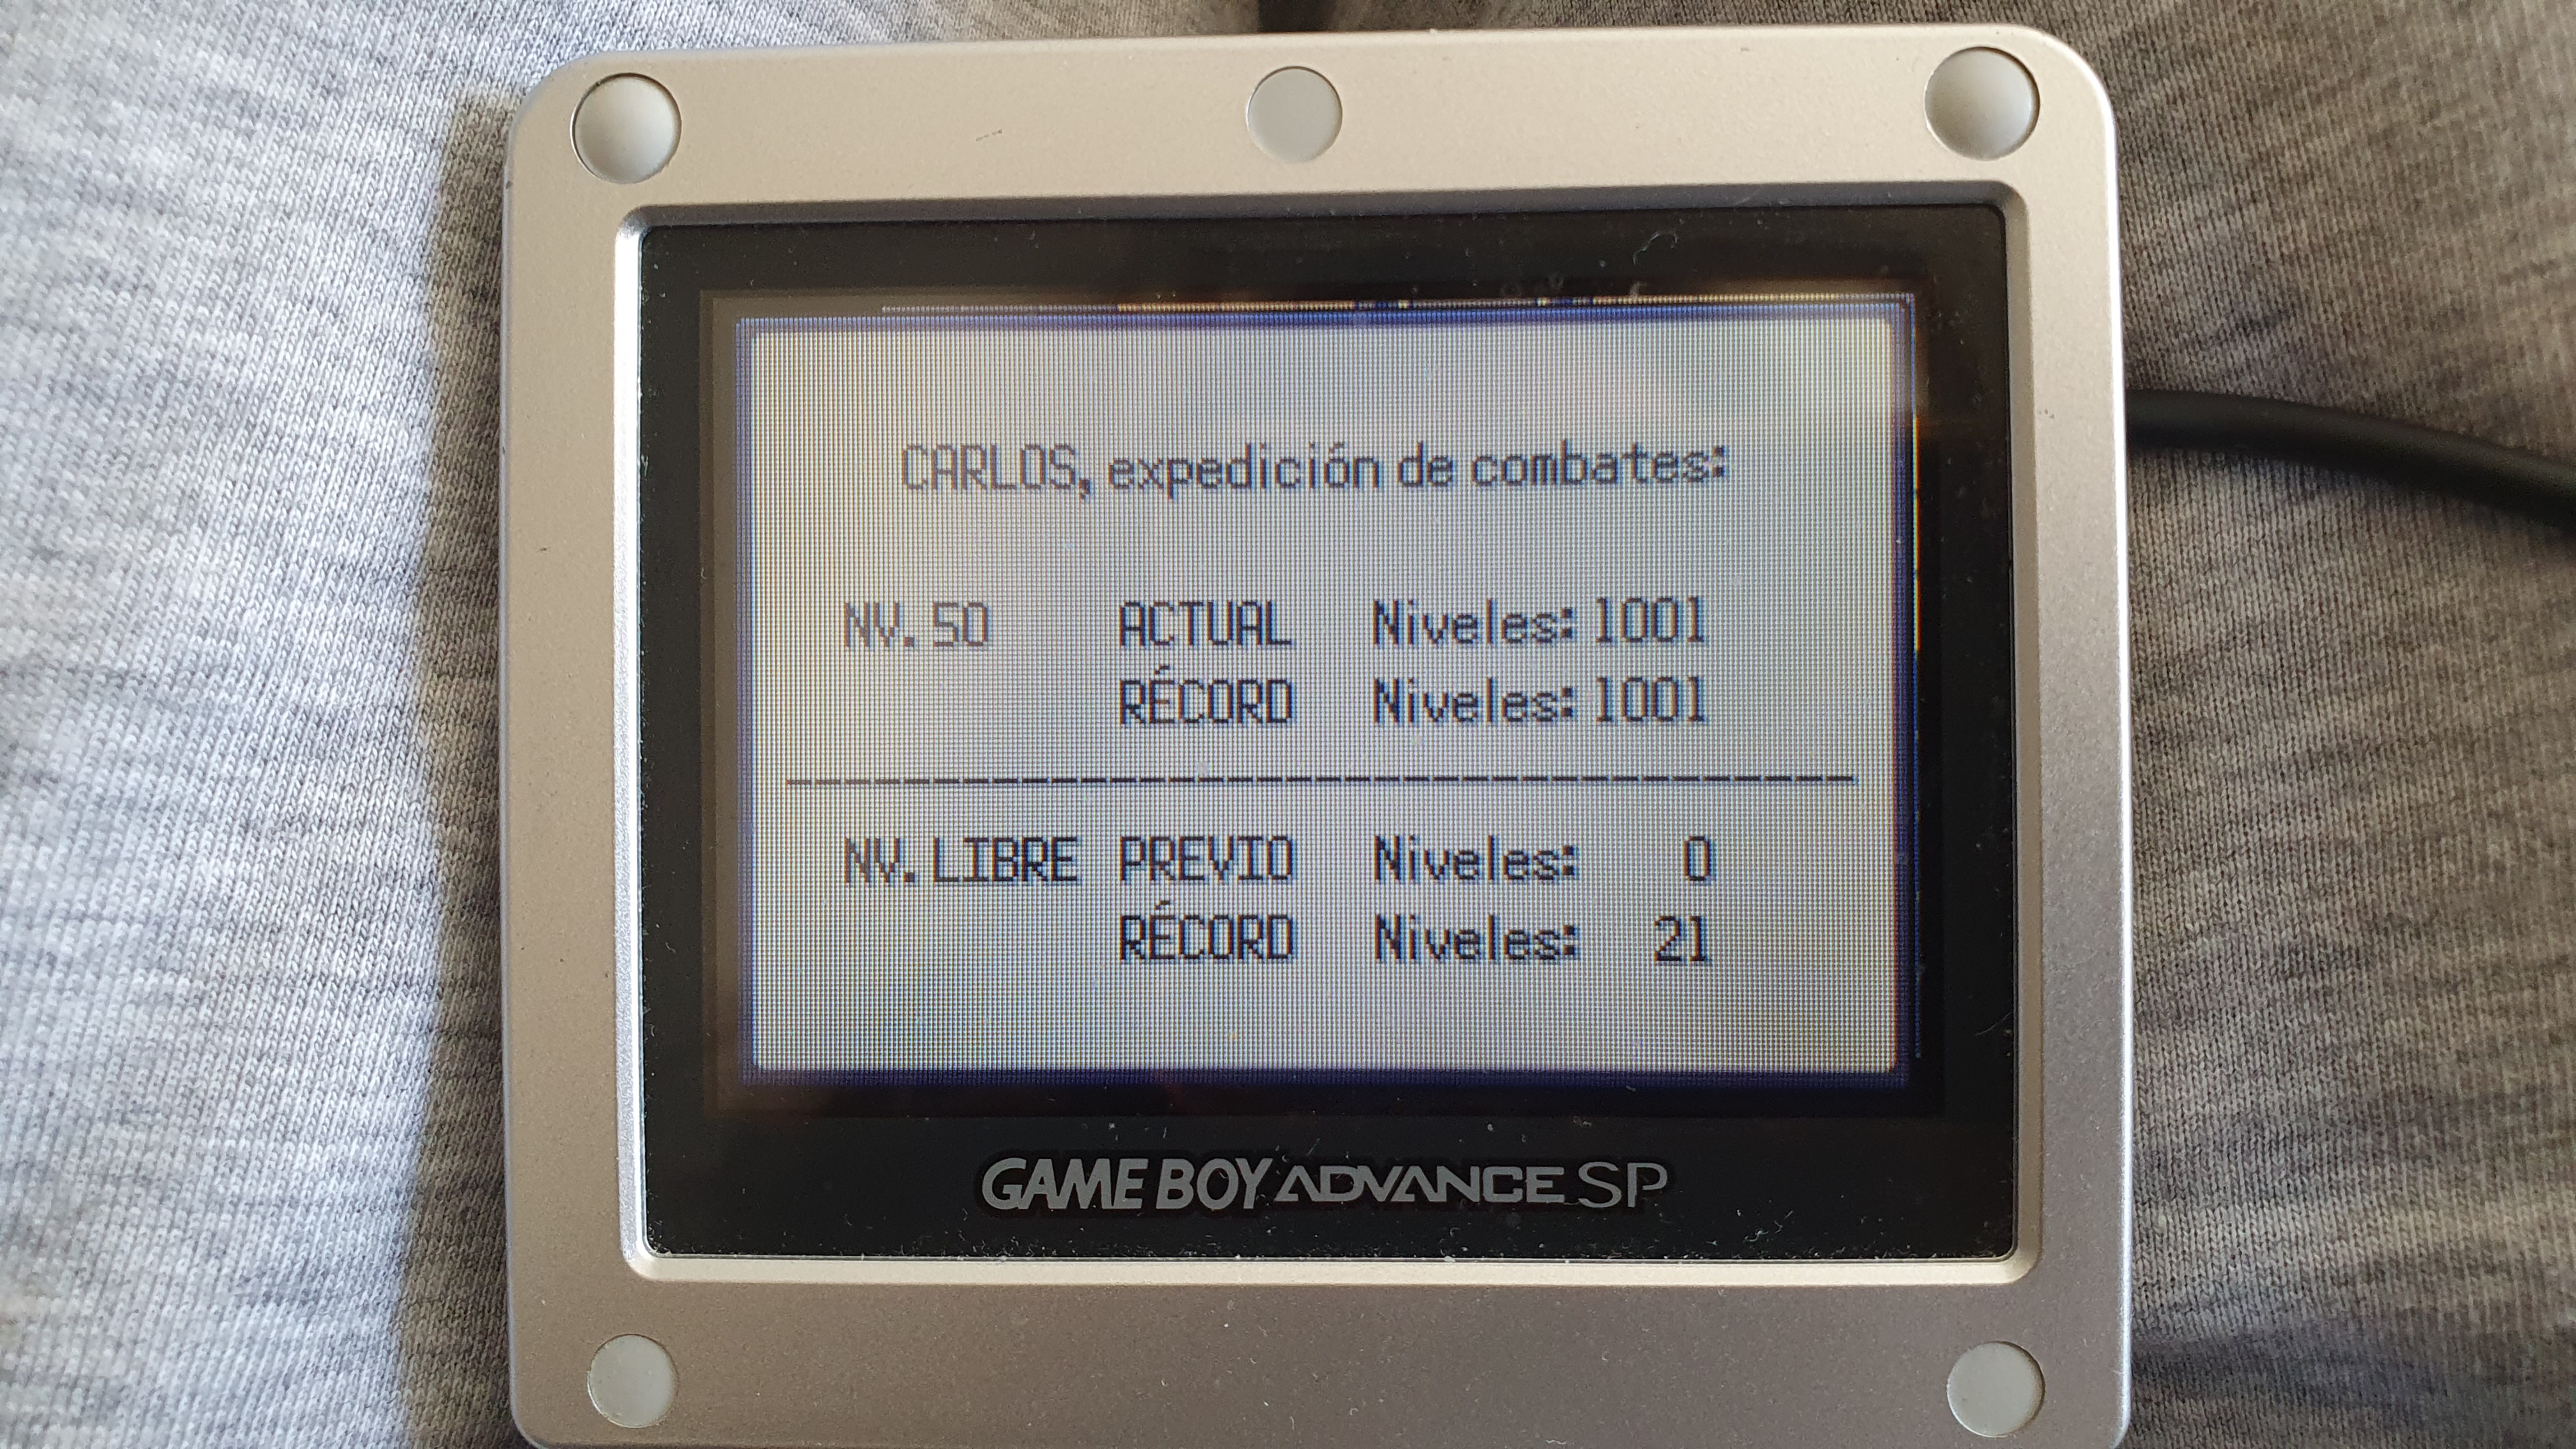 CARLOS, expedición de combates:
NV. 50 ACTUAL Niveles: 1001
RÉCORD Niveles: 1001
NV. LIBRE PREVIO Niveles: 0
RÉCORD Niveles: 21
GAME BOY ADVANCE SP